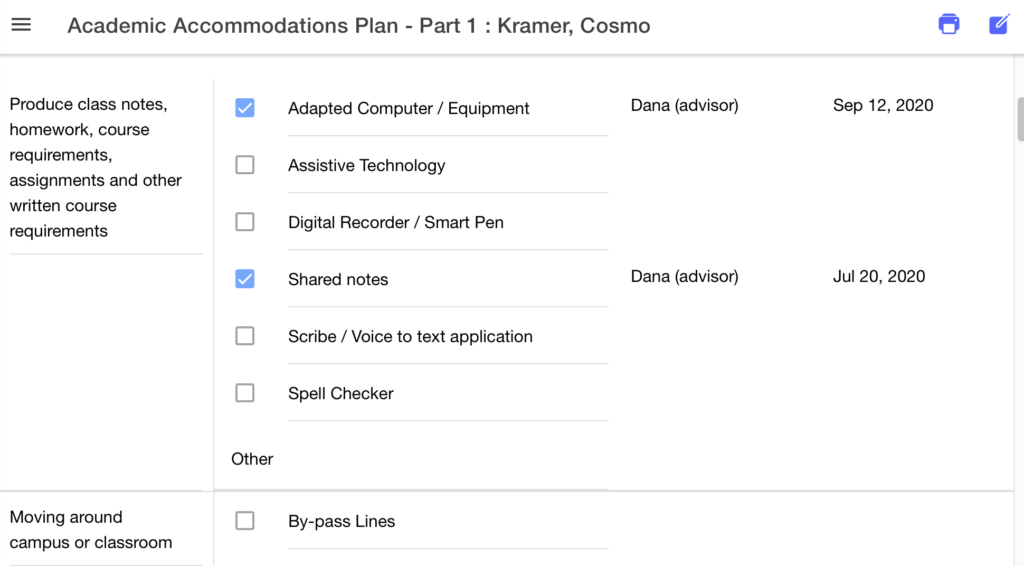 Academic Accommodations Plan - Part 1 : Kramer, Cosmo
Produce class notes,
homework, course
requirements,
assignments and other
written course
requirements
Adapted Computer / Equipment
Dana (advisor)
Sep 12, 2020
Assistive Technology
Digital Recorder / Smart Pen
Shared notes
Dana (advisor)
Jul 20, 2020
Scribe / Voice to text application
Spell Checker
Other
Moving around
campus or classroom
By-pass Lines